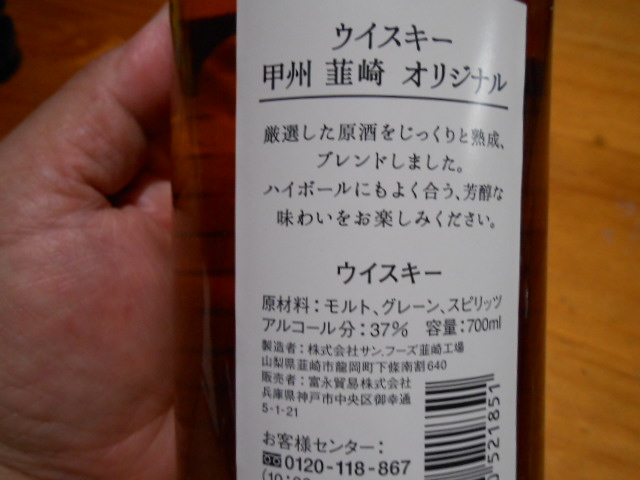 ウイスキー
甲州 韮崎 オリジナル
厳選した原酒をじっくりと熟成、
ブレンドしました。
ハイボールにもよく合う、芳醇な
味わいをお楽しみください。
ウイスキー
原材料：モルト、グレーン、スピリッツ
アルコール分：37% 容量：700ml
製造者：株式会社サン.フーズ韮崎工場
山梨県韮崎市龍岡町下條南割640
販売者：富永貿易株式会社
兵庫県神戸市中央区御幸通
5-1-21
お客様センター：
0120-118-867
521851